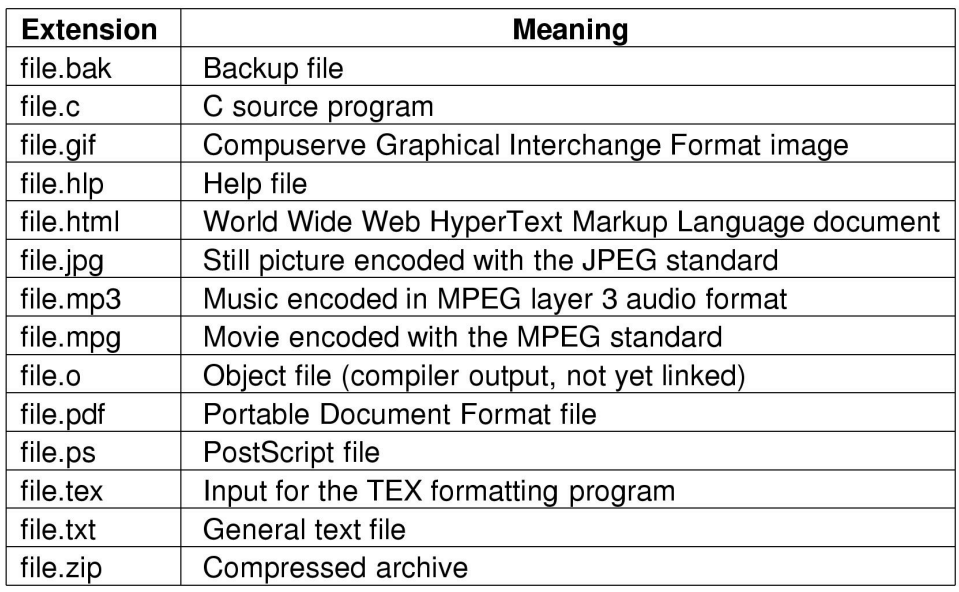 Extension Meaning
file.bak Backup file
file.c C source program
file.gif Compuserve Graphical Interchange Format image
file.hlp Help file
file.html World Wide Web HyperText Markup Language document
file.jpg Still picture encoded with the JPEG standard
file.mp3 Music encoded in MPEG layer 3 audio format
file.mpg Movie encoded with the MPEG standard
file.o Object file (compiler output, not yet linked)
file.pdf Portable Document Format file
file.ps PostScript file
file.tex Input for the TEX formatting program
file.txt General text file
file.zip Compressed archive